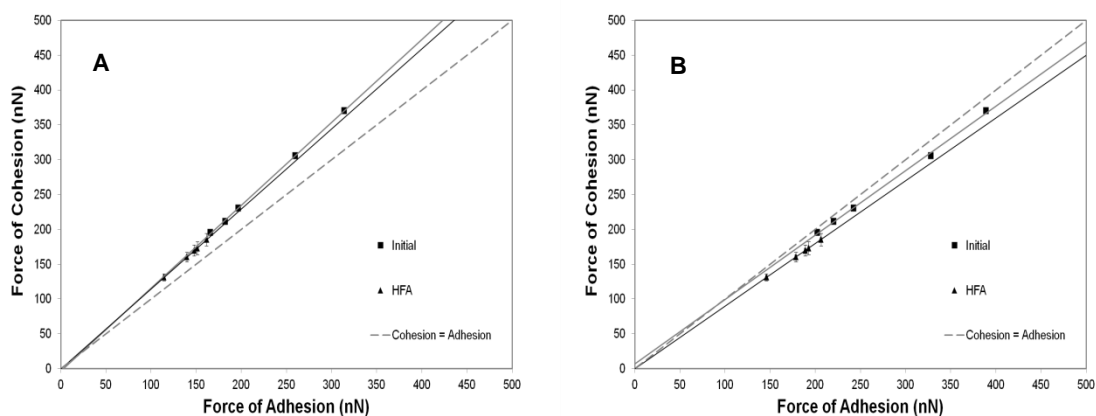 A
Force of Cohesion (nN)
500
450
400
350
300
250
200
150
100
50
0
0 50 100 150 200 250 300 350 400 450 500
Force of Adhesion (nN)
Initial
HFA
Cohesion = Adhesion
B
Force of Cohesion (nN)
500
450
400
350
300
250
200
150
100
50
0
0 50 100 150 200 250 300 350 400 450 500
Force of Adhesion (nN)
Initial
HFA
Cohesion = Adhesion